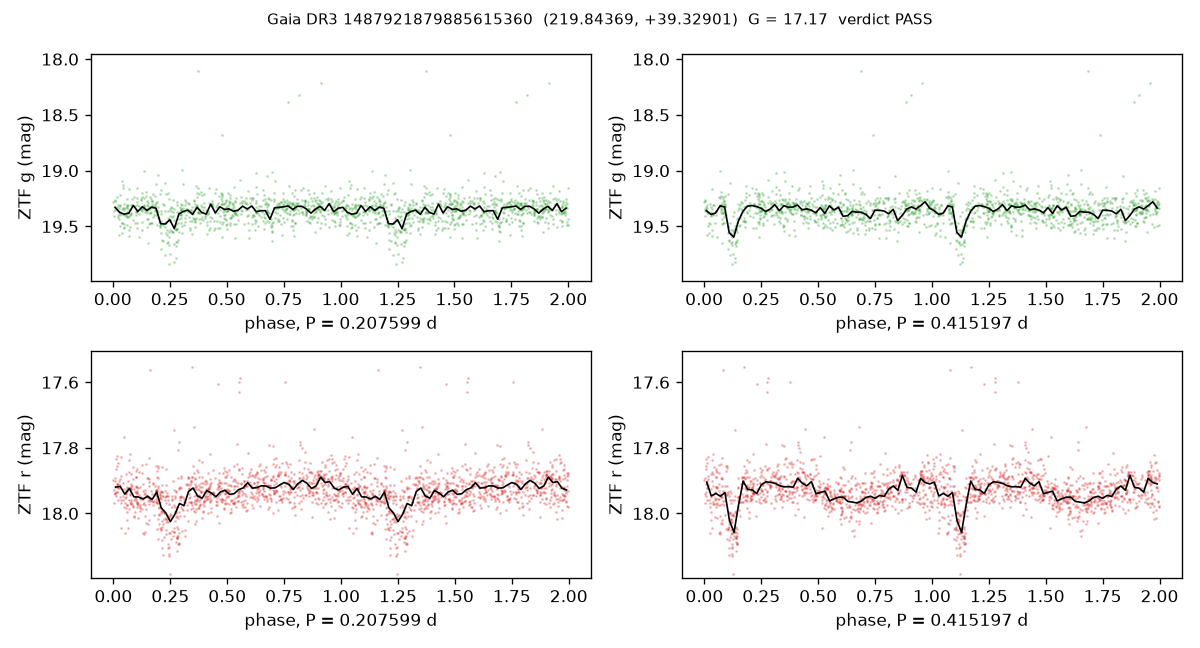 Gaia DR3 1487921879885615360 (219.84369, +39.32901) G = 17.17 verdict PASS
ZTF g (mag)
18.0
18.5
19.0
19.5
0.00 0.25 0.50 0.75 1.00 1.25 1.50 1.75 2.00
phase, P = 0.207599 d
ZTF g (mag)
18.0
18.5
19.0
19.5
0.00 0.25 0.50 0.75 1.00 1.25 1.50 1.75 2.00
phase, P = 0.415197 d
ZTF r (mag)
17.6
17.8
18.0
0.00 0.25 0.50 0.75 1.00 1.25 1.50 1.75 2.00
phase, P = 0.207599 d
ZTF r (mag)
17.6
17.8
18.0
0.00 0.25 0.50 0.75 1.00 1.25 1.50 1.75 2.00
phase, P = 0.415197 d